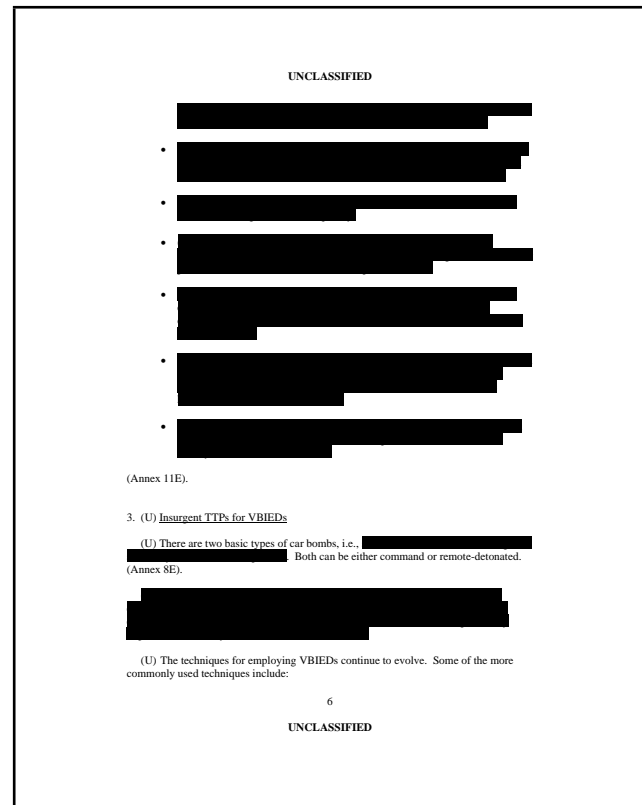 UNCLASSIFIED
•
•
•
•
•
•
(Annex 11E).
3. (U) Insurgent TTPs for VBIEDs
(U) There are two basic types of car bombs, i.e.,
. Both can be either command or remote-detonated.
(Annex 8E).
(U) The techniques for employing VBIEDs continue to evolve. Some of the more
commonly used techniques include:
6
UNCLASSIFIED